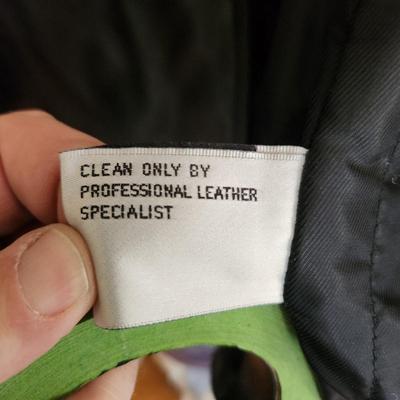 CLEAN ONLY BY
PROFESSIONAL LEATHER
SPECIALIST